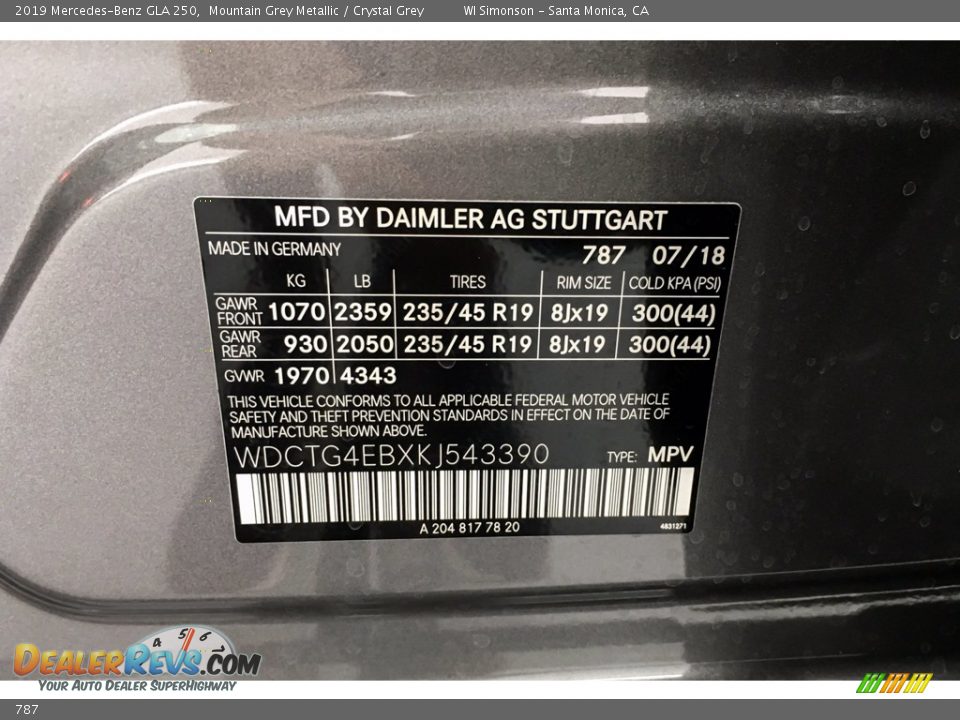 2019 Mercedes-Benz GLA 250, Mountain Grey Metallic / Crystal Grey WI Simonson - Santa Monica, CA
MFD BY DAIMLER AG STUTTGART
MADE IN GERMANY 787 07/18
KG LB TIRES RIM SIZE COLD KPA (PSI)
GAWR FRONT 1070 2359 235/45 R19 8Jx19 300(44)
GAWR REAR 930 2050 235/45 R19 8Jx19 300(44)
GVWR 1970 4343
THIS VEHICLE CONFORMS TO ALL APPLICABLE FEDERAL MOTOR VEHICLE
SAFETY AND THEFT PREVENTION STANDARDS IN EFFECT ON THE DATE OF
MANUFACTURE SHOWN ABOVE.
WDCTG4EBXKJ543390 TYPE: MPV
A 204 817 78 20 4831271
4 5 6 7
DEALERREVS.COM
YOUR AUTO DEALER SUPERHIGHWAY
787